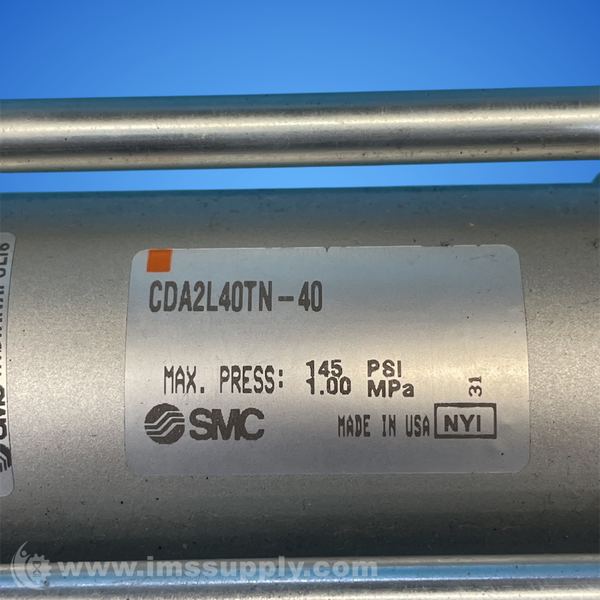 CDA2L40TN-40
MAX. PRESS: 145 PSI
1.00 MPa
31
SMC
MADE IN USA NYI
www.imssupply.com